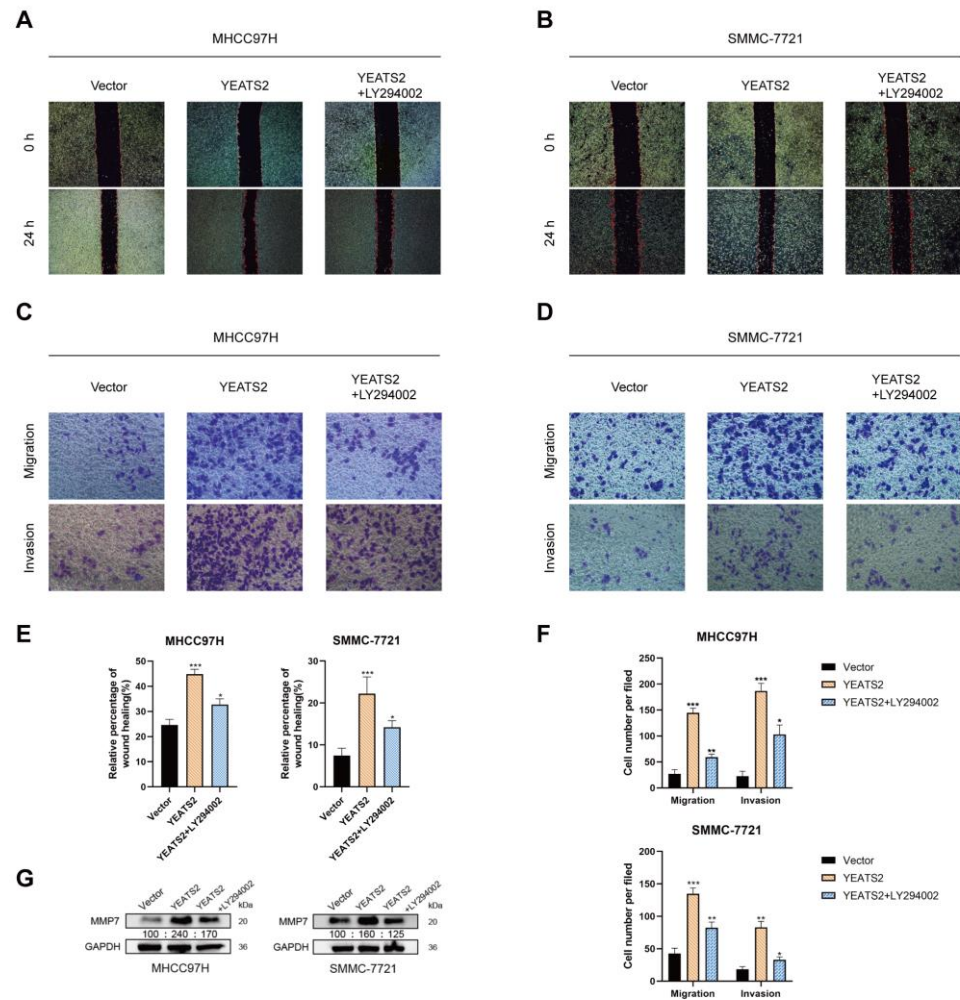 A
MHCC97H
Vector
YEATS2
YEATS2
+LY294002
0 h
24 h
B
SMMC-7721
Vector
YEATS2
YEATS2
+LY294002
0 h
24 h
C
MHCC97H
Vector
YEATS2
YEATS2
+LY294002
Migration
Invasion
D
SMMC-7721
Vector
YEATS2
YEATS2
+LY294002
Migration
Invasion
E
MHCC97H
Relative percentage of
wound healing(%)
50
40
30
20
10
0
***
*
Vector
YEATS2
YEATS2+LY294002
SMMC-7721
Relative percentage of
wound healing(%)
30
20
10
0
***
*
Vector
YEATS2
YEATS2+LY294002
F
MHCC97H
Cell number per filed
250
200
150
100
50
0
***
**
***
*
Migration
Invasion
Vector
YEATS2
YEATS2+LY294002
SMMC-7721
Cell number per filed
200
150
100
50
0
***
**
**
*
Migration
Invasion
Vector
YEATS2
YEATS2+LY294002
G
Vector
YEATS2
YEATS2
+LY294002
kDa
MMP7
20
100 : 240 : 170
GAPDH
36
MHCC97H
Vector
YEATS2
YEATS2
+LY294002
kDa
MMP7
20
100 : 160 : 125
GAPDH
36
SMMC-7721